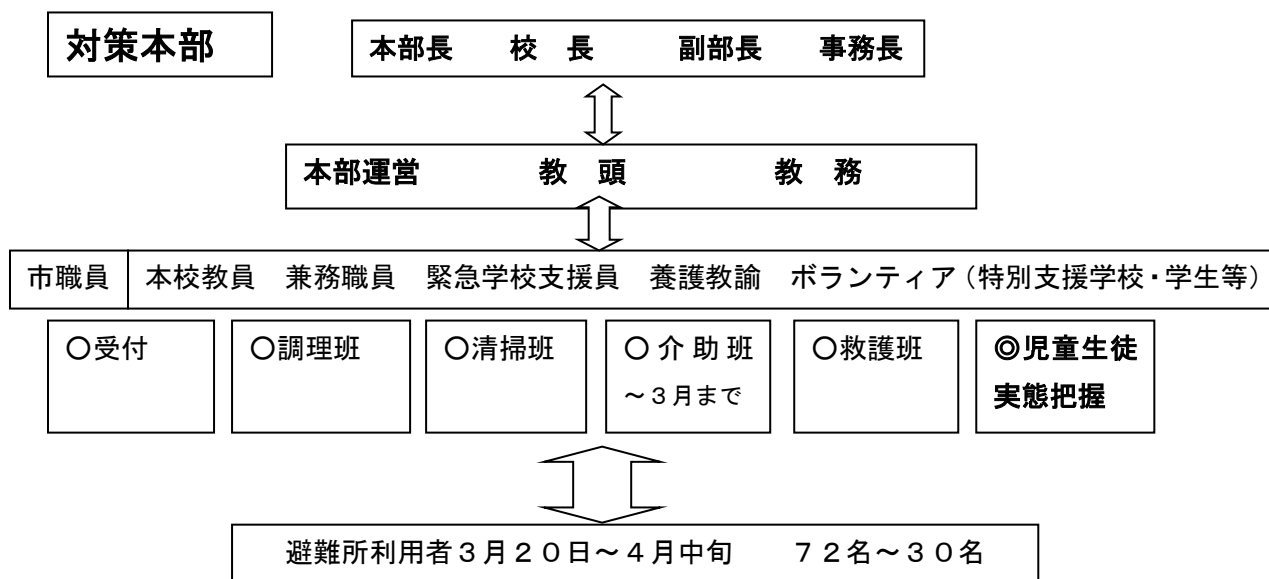 対策本部
本部長　校　長　　副部長　事務長
本部運営　　教　頭　　　教　務
市職員　本校教員　兼務職員　緊急学校支援員　養護教諭　ボランティア（特別支援学校・学生等）
〇受付
〇調理班
〇清掃班
〇介助班
～３月まで
〇救護班
◎児童生徒
実態把握
避難所利用者３月２０日～４月中旬　　７２名～３０名